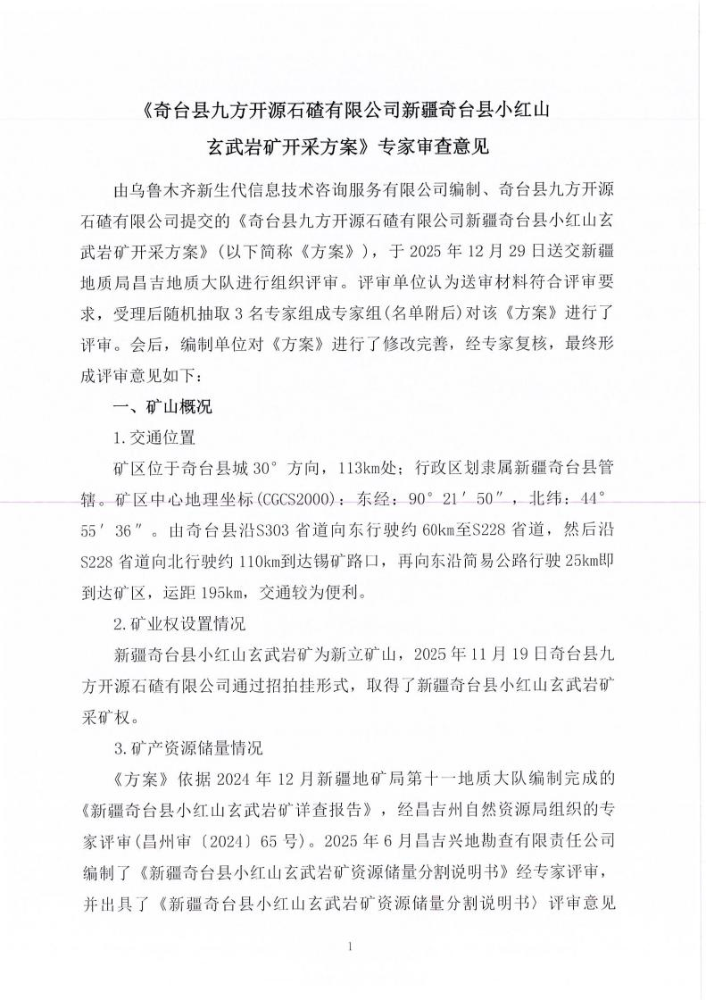 《奇台县九方开源石碴有限公司新疆奇台县小红山
玄武岩矿开采方案》专家审查意见
由乌鲁木齐新生代信息技术咨询服务有限公司编制、奇台县九方开源
石碴有限公司提交的《奇台县九方开源石碴有限公司新疆奇台县小红山玄
武岩矿开采方案》(以下简称《方案》)，于 2025 年 12 月 29 日送交新疆
地质局昌吉地质大队进行组织评审。评审单位认为送审材料符合评审要
求，受理后随机抽取 3 名专家组成专家组(名单附后)对该《方案》进行了
评审。会后，编制单位对《方案》进行了修改完善，经专家复核，最终形
成评审意见如下：
一、矿山概况
1.交通位置
矿区位于奇台县城 30° 方向，113km处；行政区划隶属新疆奇台县管
辖。矿区中心地理坐标(CGCS2000)：东经：90° 21′ 50″，北纬：44°
55′ 36″。由奇台县沿S303 省道向东行驶约 60km至S228 省道，然后沿
S228 省道向北行驶约 110km到达锡矿路口，再向东沿简易公路行驶 25km即
到达矿区，运距 195km，交通较为便利。
2.矿业权设置情况
新疆奇台县小红山玄武岩矿为新立矿山，2025 年 11 月 19 日奇台县九
方开源石碴有限公司通过招拍挂形式，取得了新疆奇台县小红山玄武岩矿
采矿权。
3.矿产资源储量情况
《方案》依据 2024 年 12 月新疆地矿局第十一地质大队编制完成的
《新疆奇台县小红山玄武岩矿详查报告》，经昌吉州自然资源局组织的专
家评审(昌州审〔2024〕65 号)。2025 年 6 月昌吉兴地勘查有限责任公司
编制了《新疆奇台县小红山玄武岩矿资源储量分割说明书》经专家评审，
并出具了《新疆奇台县小红山玄武岩矿资源储量分割说明书〉评审意见
1